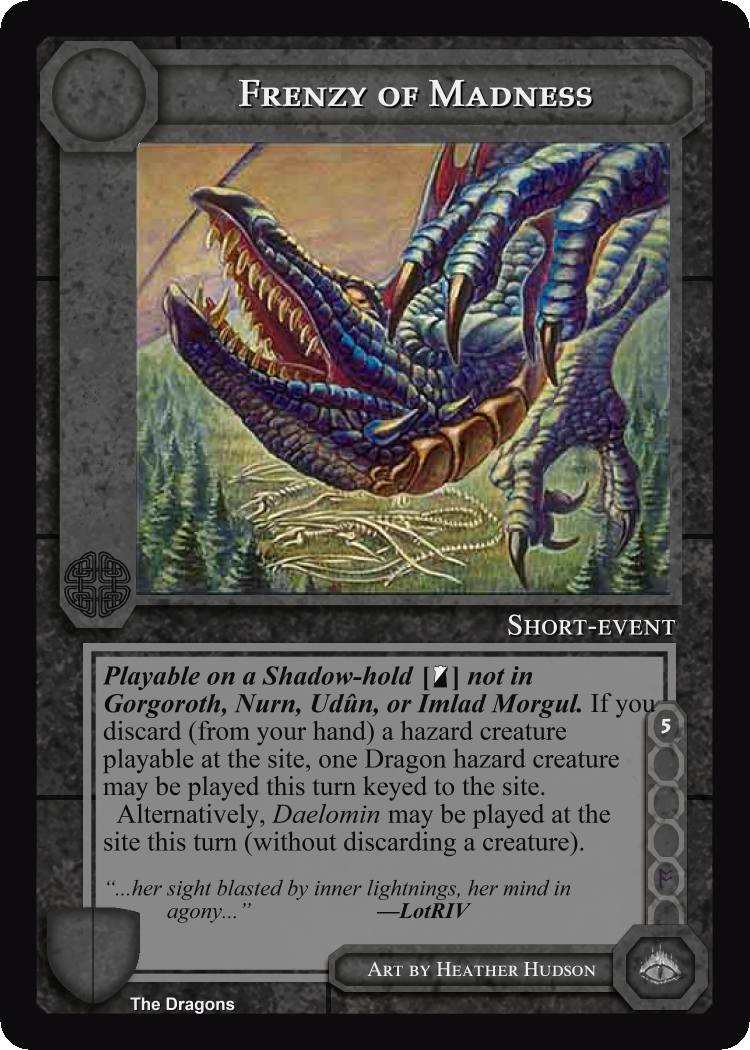 Frenzy of Madness
Short-event
Playable on a Shadow-hold [ ] not in
Gorgoroth, Nurn, Udûn, or Imlad Morgul. If you
discard (from your hand) a hazard creature
playable at the site, one Dragon hazard creature
may be played this turn keyed to the site.
Alternatively, Daelomin may be played at the
site this turn (without discarding a creature).
5
“...her sight blasted by inner lightnings, her mind in
agony...” —LotRIV
Art by Heather Hudson
The Dragons